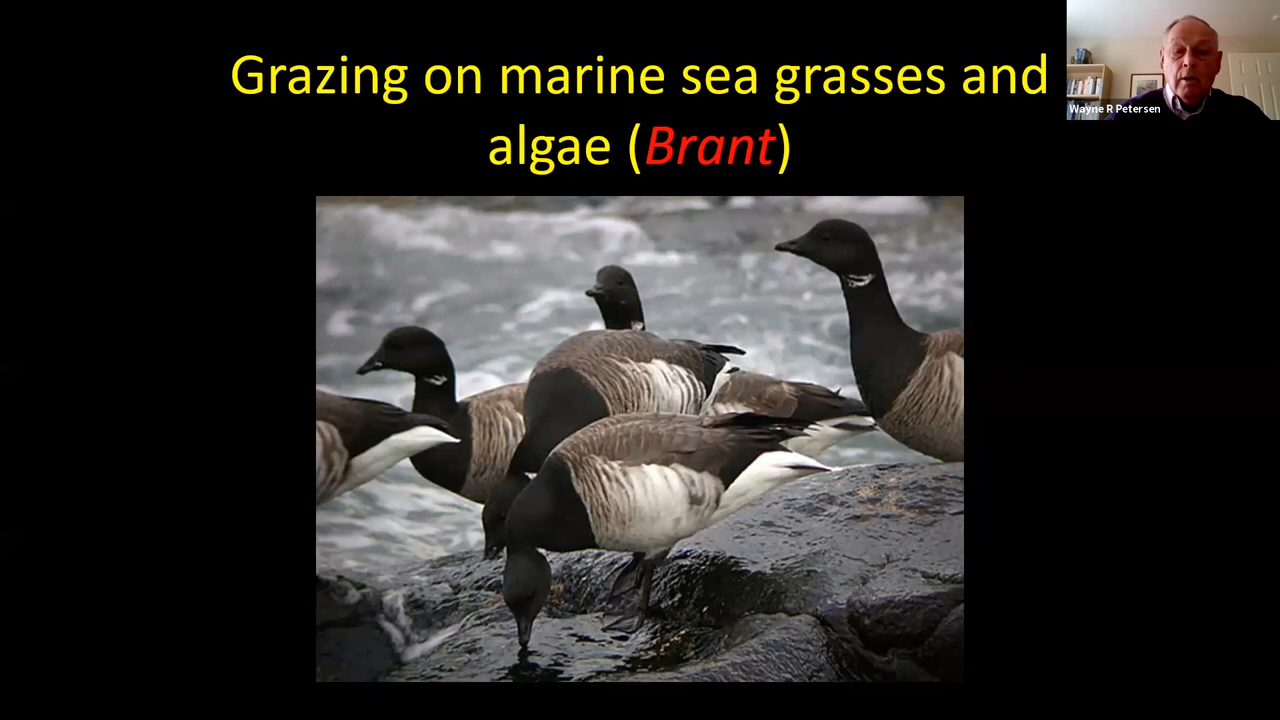 Grazing on marine sea grasses and
algae (Brant)
Wayne R Petersen